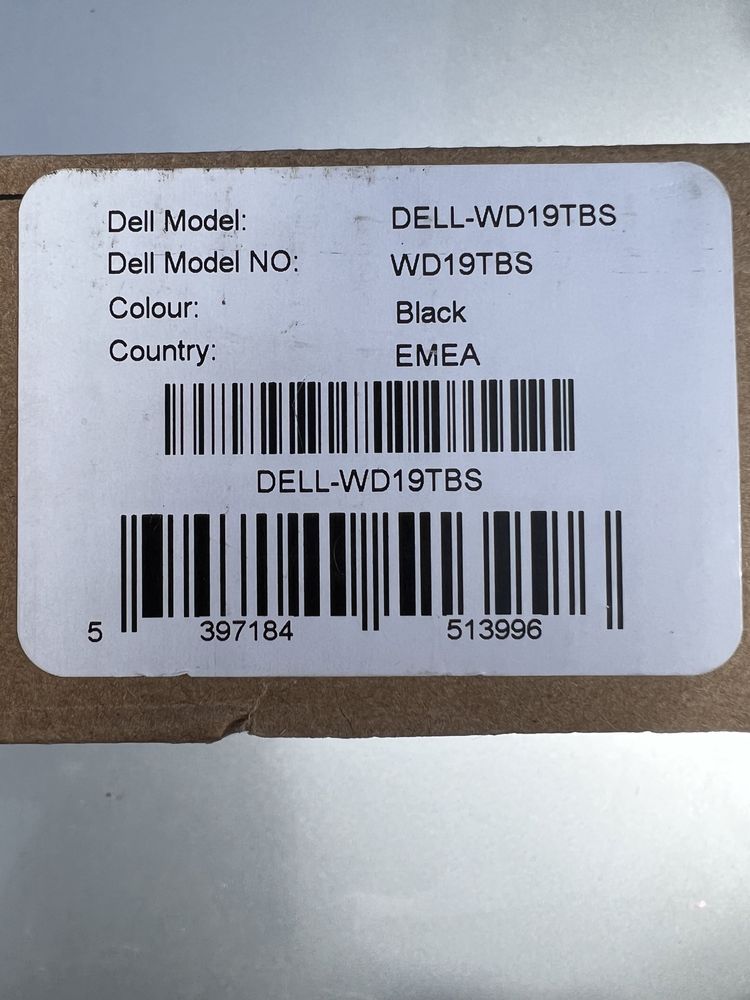 Dell Model: DELL-WD19TBS
Dell Model NO: WD19TBS
Colour: Black
Country: EMEA
DELL-WD19TBS
5 397184 513996